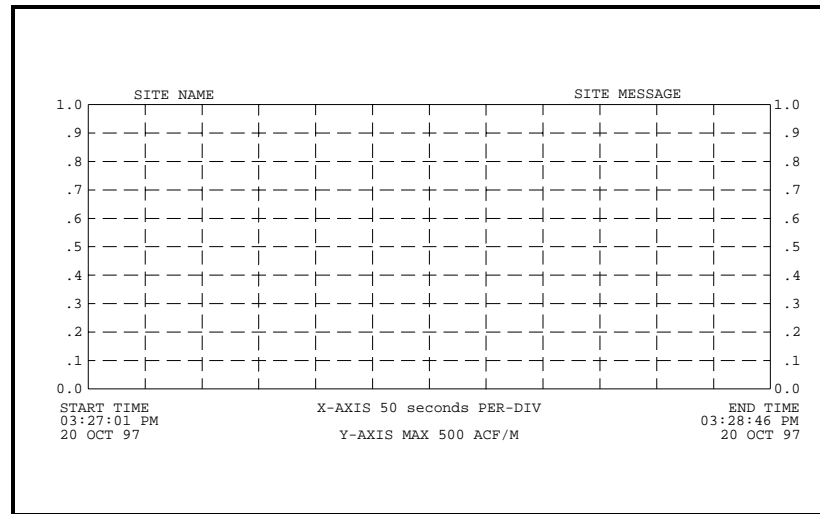 SITE NAME SITE MESSAGE
1.0 1.0
.9 .9
.8 .8
.7 .7
.6 .6
.5 .5
.4 .4
.3 .3
.2 .2
.1 .1
0.0 0.0
START TIME X-AXIS 50 seconds PER-DIV END TIME
03:27:01 PM 03:28:46 PM
20 OCT 97 Y-AXIS MAX 500 ACF/M 20 OCT 97